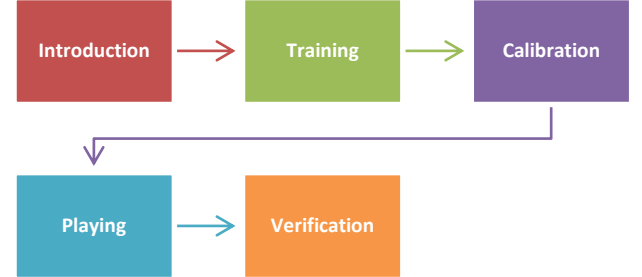 Introduction
Training
Calibration
Playing
Verification